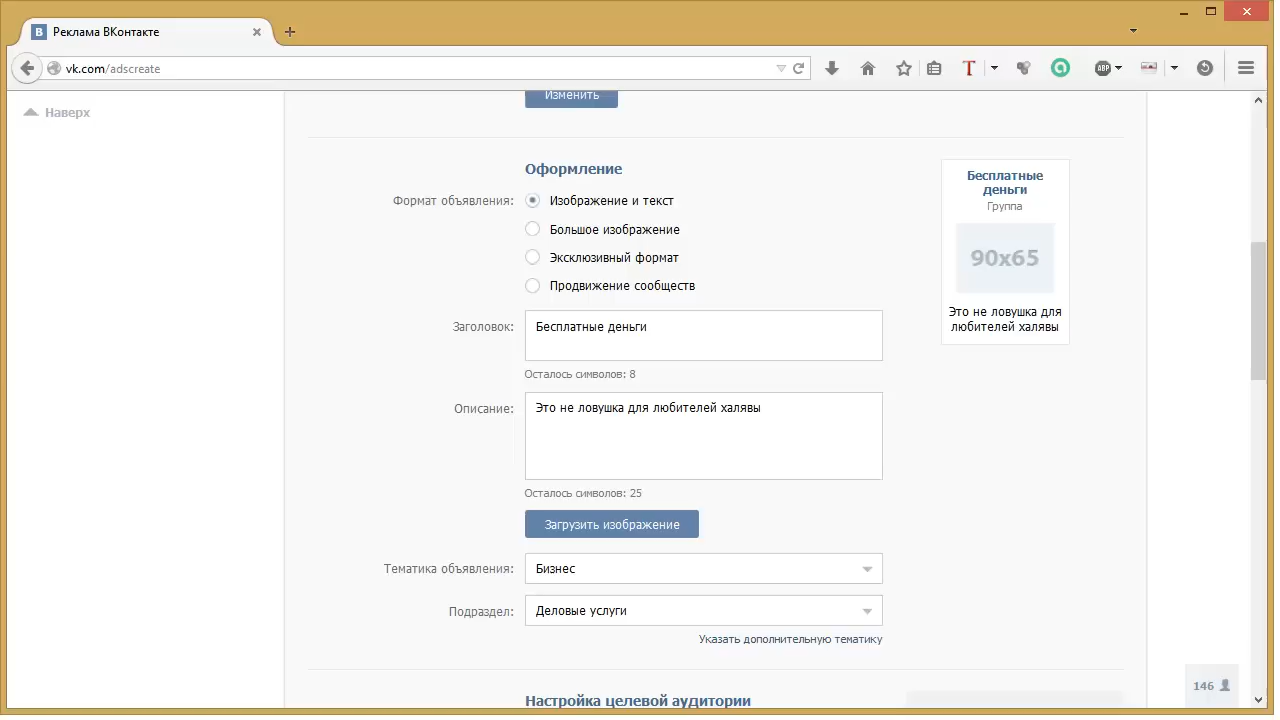 Реклама ВКонтакте
vk.com/adscreate
ABP
Наверх
Изменить
Оформление
Формат объявления:
Изображение и текст
Большое изображение
Эксклюзивный формат
Продвижение сообществ
Заголовок:
Бесплатные деньги
Осталось символов: 8
Описание:
Это не ловушка для любителей халявы
Осталось символов: 25
Загрузить изображение
Тематика объявления:
Бизнес
Подраздел:
Деловые услуги
Указать дополнительную тематику
Настройка целевой аудитории
Бесплатные
деньги
Группа
90x65
Это не ловушка для
любителей халявы
146